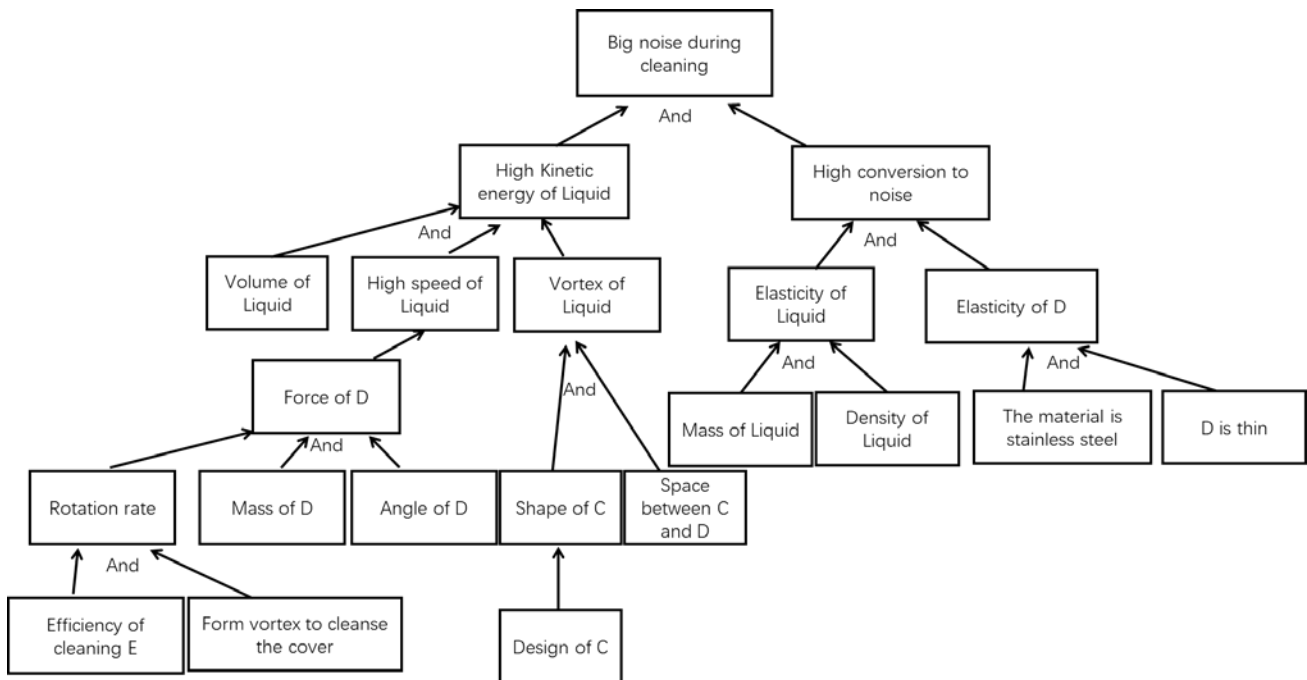 Big noise during
cleaning
And
High Kinetic
energy of Liquid
High conversion to
noise
And
And
Volume of
Liquid
High speed of
Liquid
Vortex of
Liquid
Elasticity of
Liquid
Elasticity of D
And
And
And
Force of D
Mass of Liquid
Density of
Liquid
The material is
stainless steel
D is thin
And
Rotation rate
Mass of D
Angle of D
Shape of C
Space
between C
and D
And
Efficiency of
cleaning E
Form vortex to cleanse
the cover
Design of C